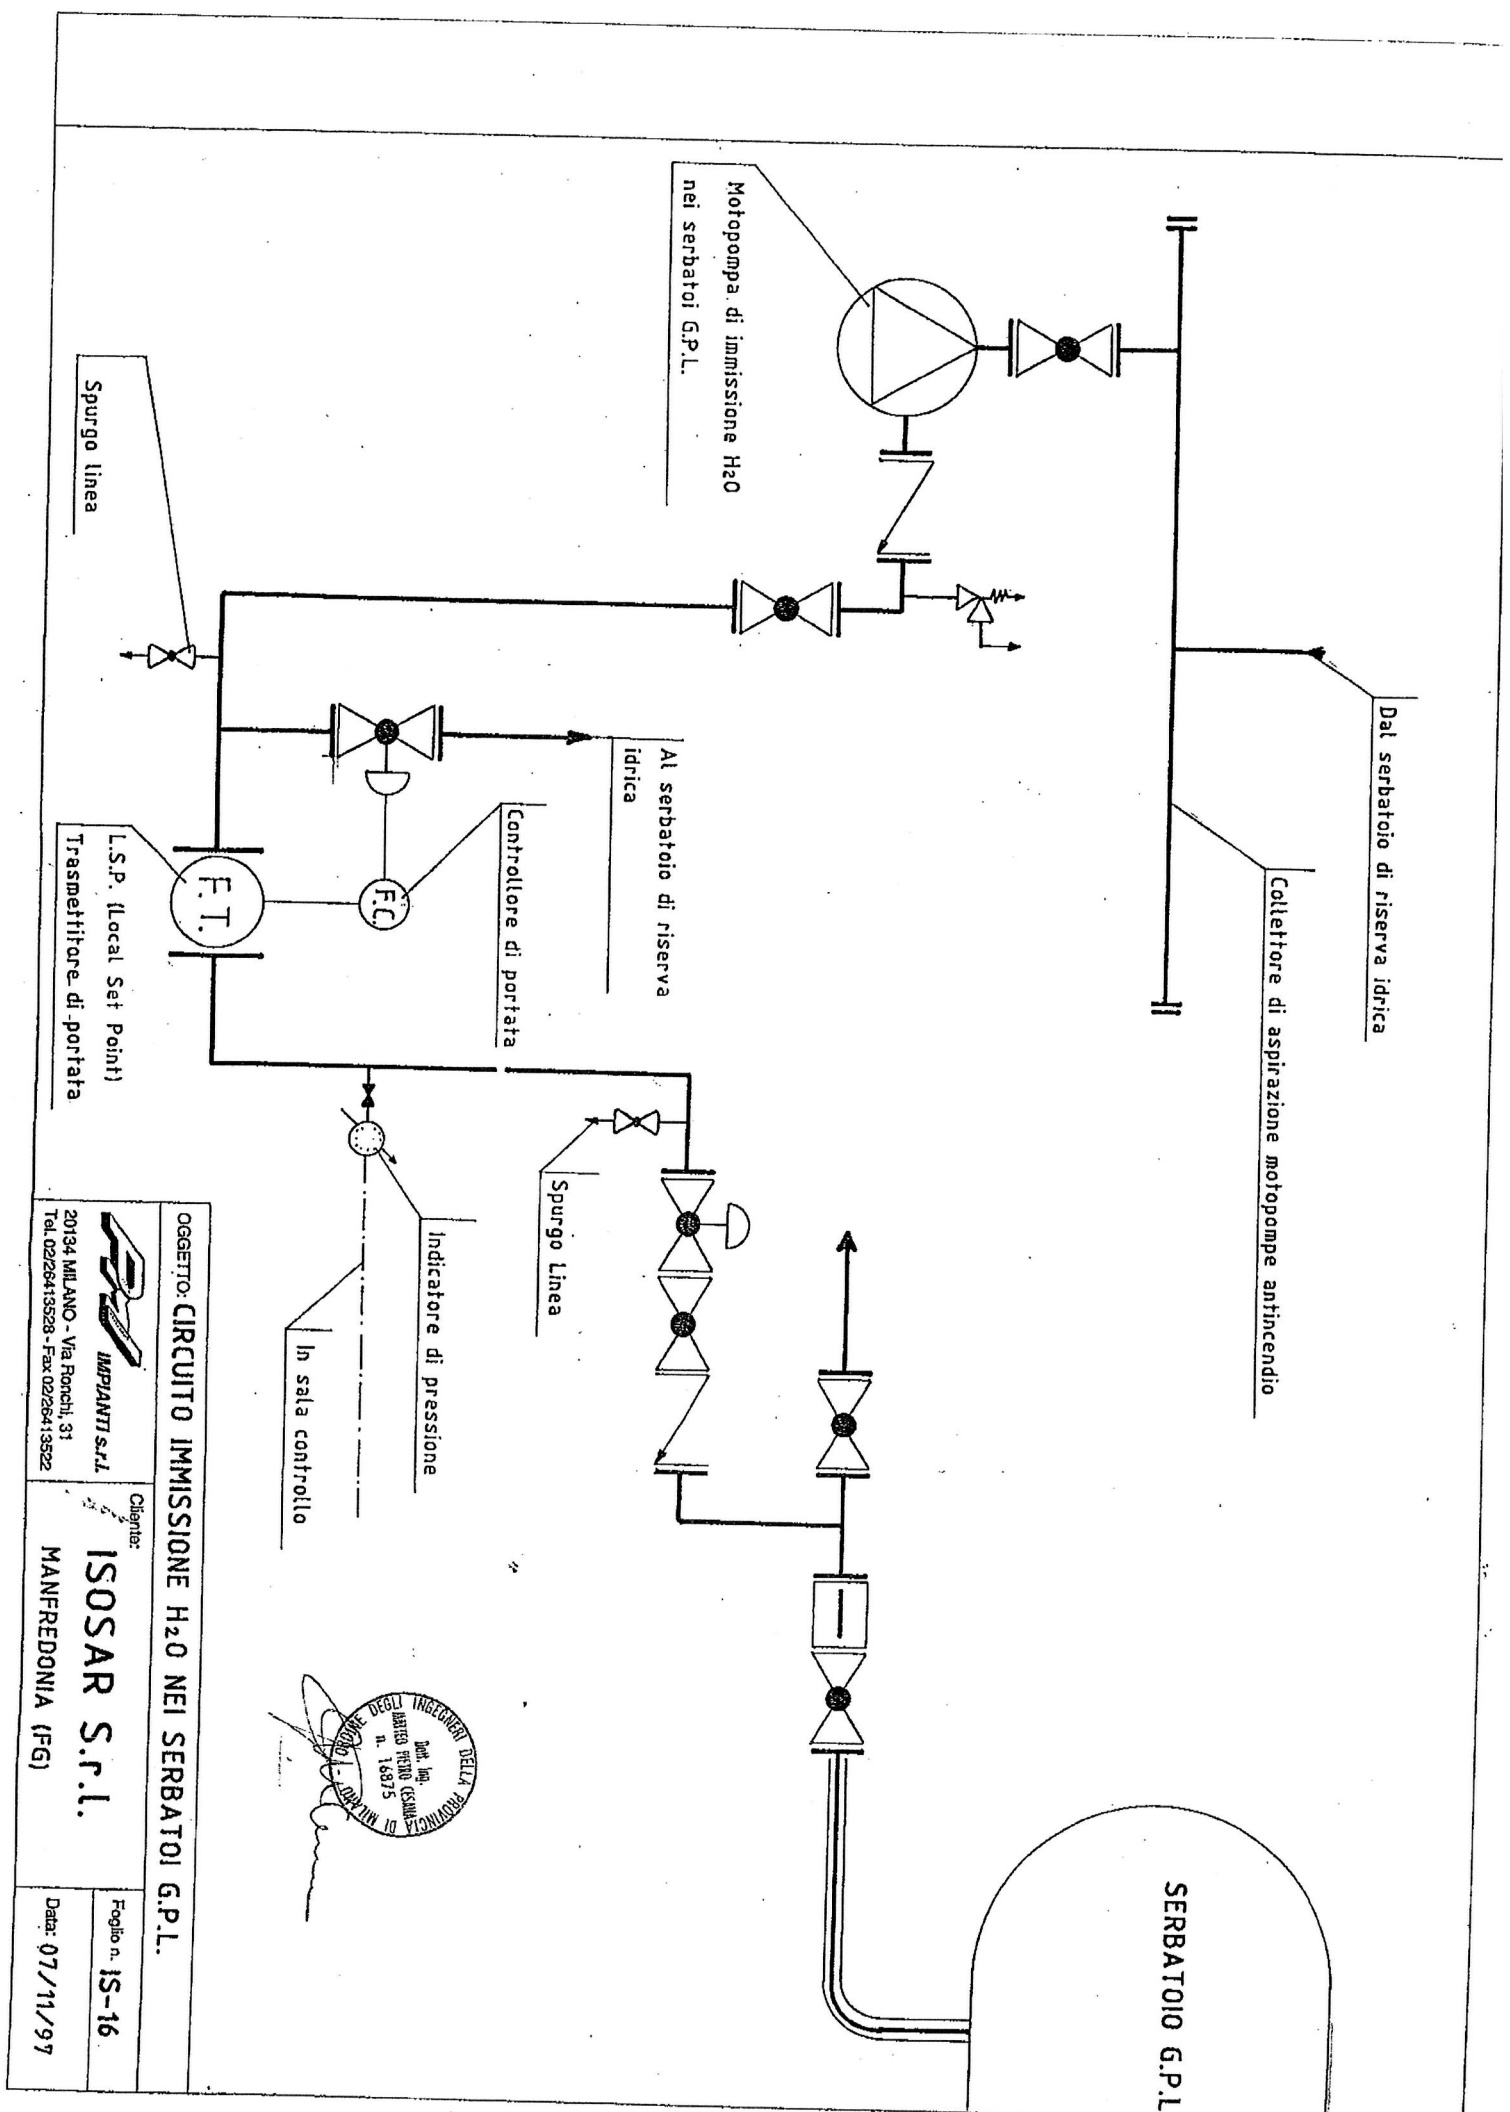 Dal serbatoio di riserva idrica
Collettore di aspirazione motopompe antincendio
Motopompa di immissione H2O
nei serbatoi G.P.L.
Al serbatoio di riserva
idrica
Controllore di portata
F.C.
F.T.
L.S.P. (Local Set Point)
Trasmettitore di portata
Spurgo linea
Spurgo Linea
Indicatore di pressione
In sala controllo
SERBATOIO G.P.L
ORDINE DEGLI INGEGNERI DELLA PROVINCIA DI MILANO
Dott. Ing.
MATTEO PIETRO CESANA
n. 16875
OGGETTO: CIRCUITO IMMISSIONE H2O NEI SERBATOI G.P.L.
IMPIANTI s.r.l.
20134 MILANO - Via Ronchi, 31
Tel. 02/26413528 - Fax 02/26413522
Cliente:
ISOSAR S.r.l.
MANFREDONIA (FG)
Foglio n. IS-16
Data: 07/11/97